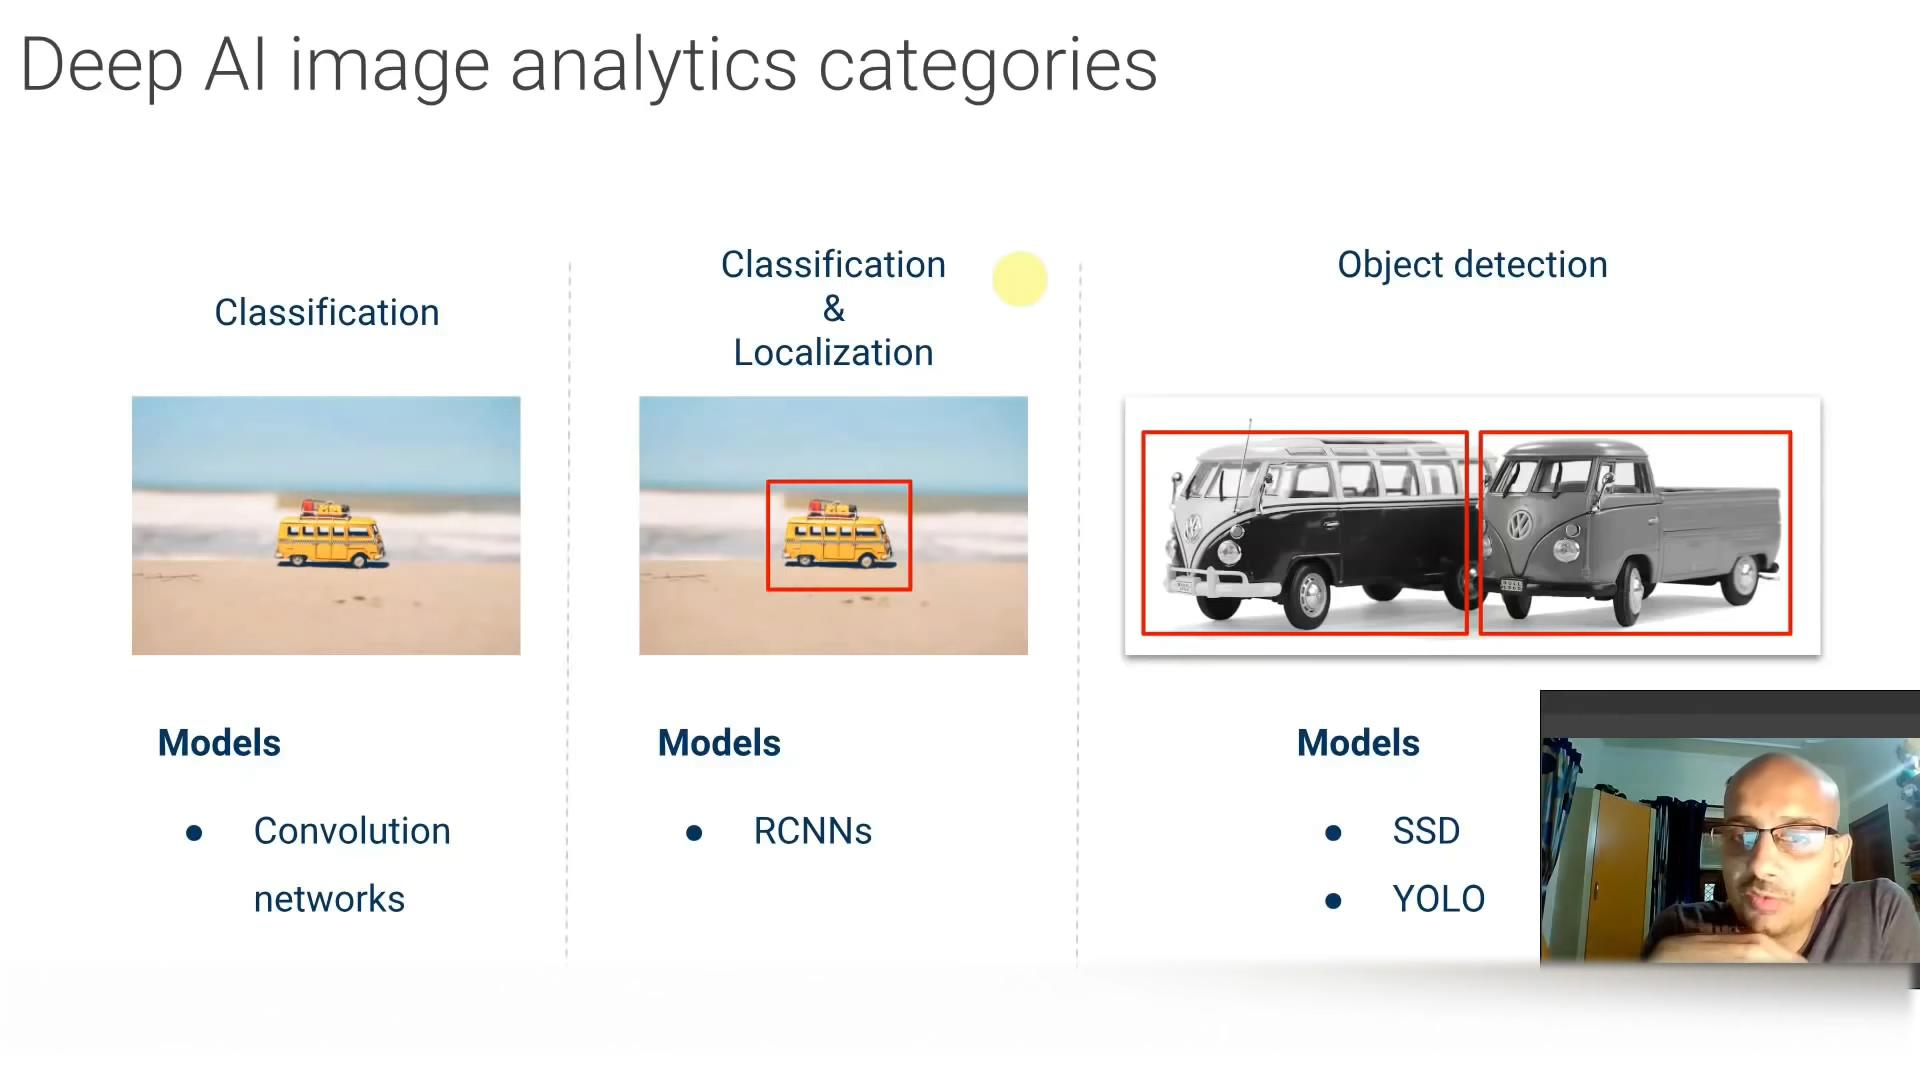 Deep AI image analytics categories
Classification
Classification
&
Localization
Object detection
Models
Convolution
networks
Models
RCNNs
Models
SSD
YOLO